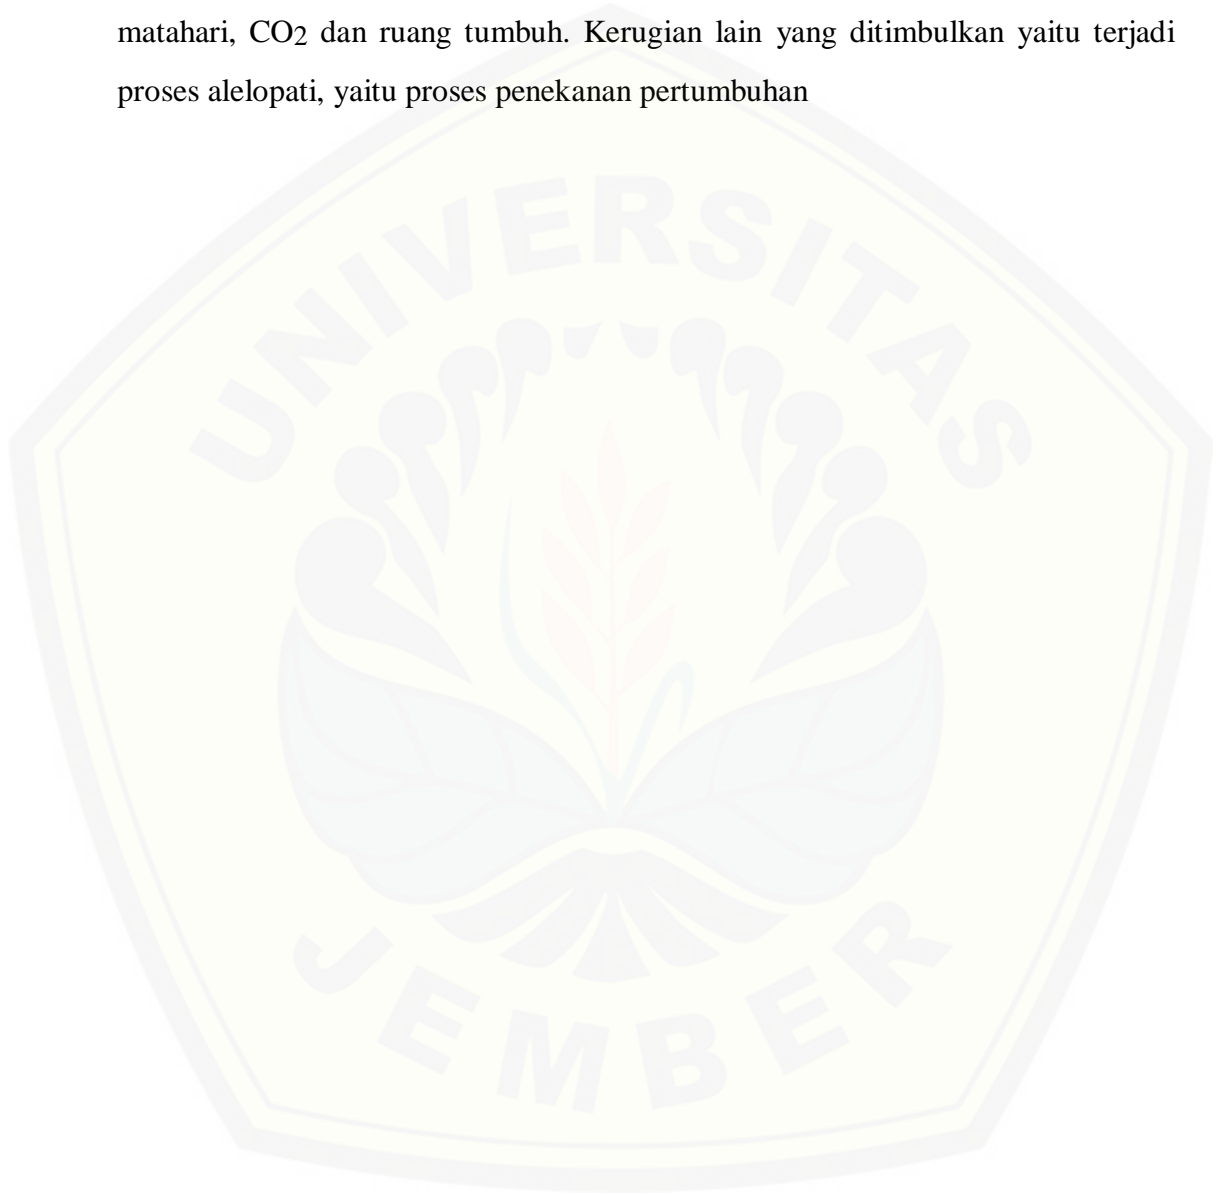 matahari, CO2 dan ruang tumbuh. Kerugian lain yang ditimbulkan yaitu terjadi
proses alelopati, yaitu proses penekanan pertumbuhan
UNIVERSITAS
JEMBER